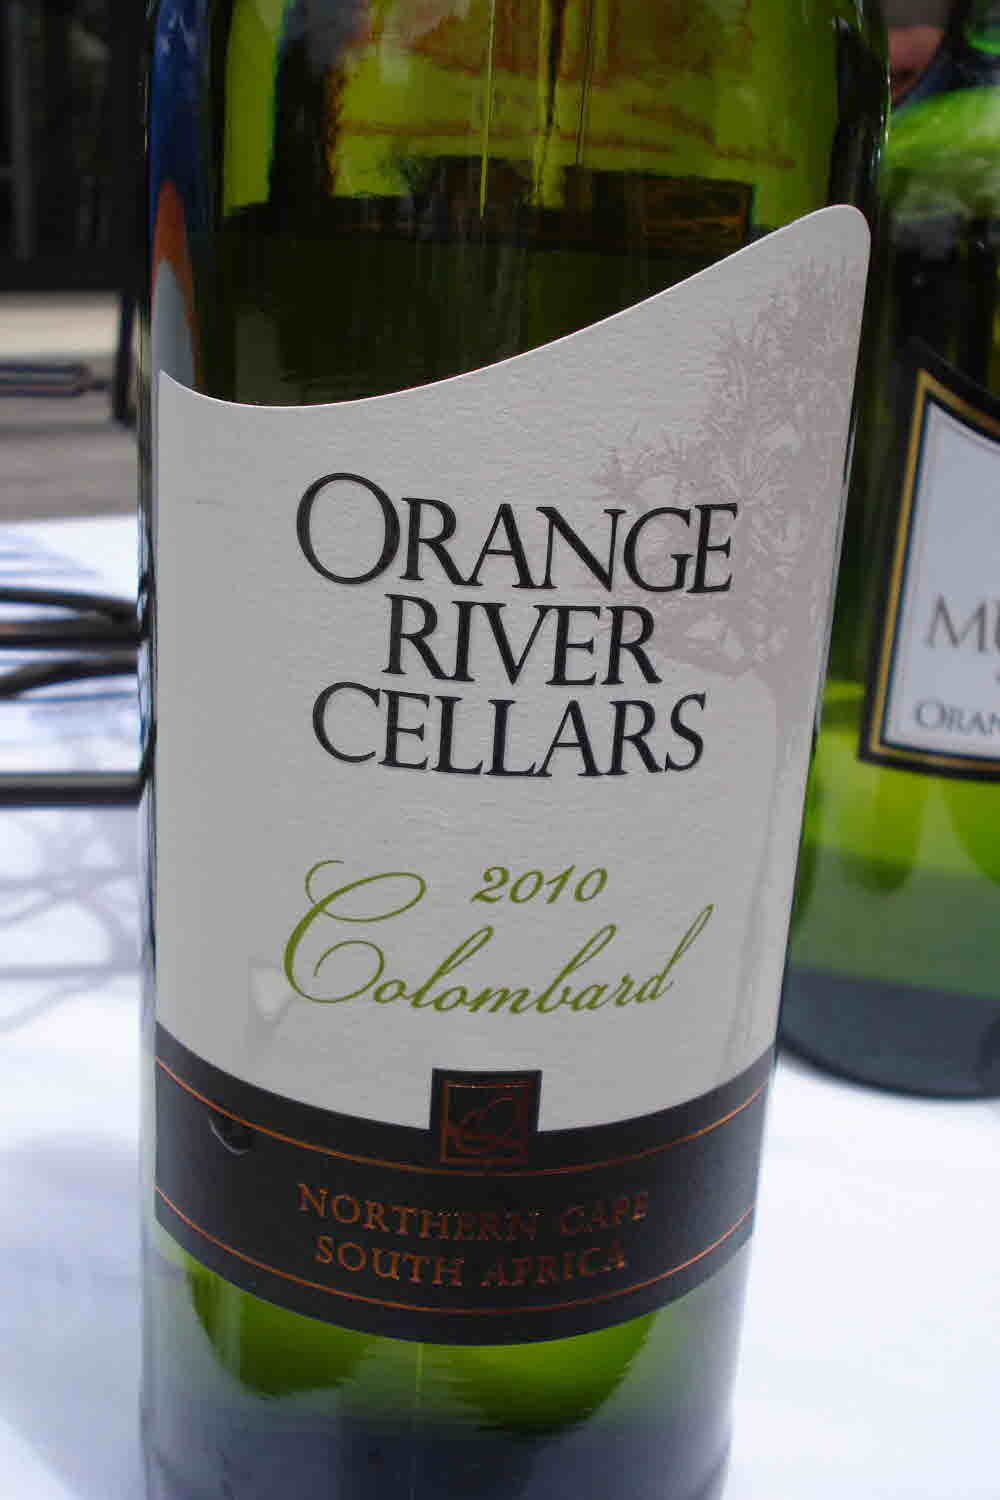 ORANGE
RIVER
CELLARS
2010
Colombard
NORTHERN CAPE
SOUTH AFRICA